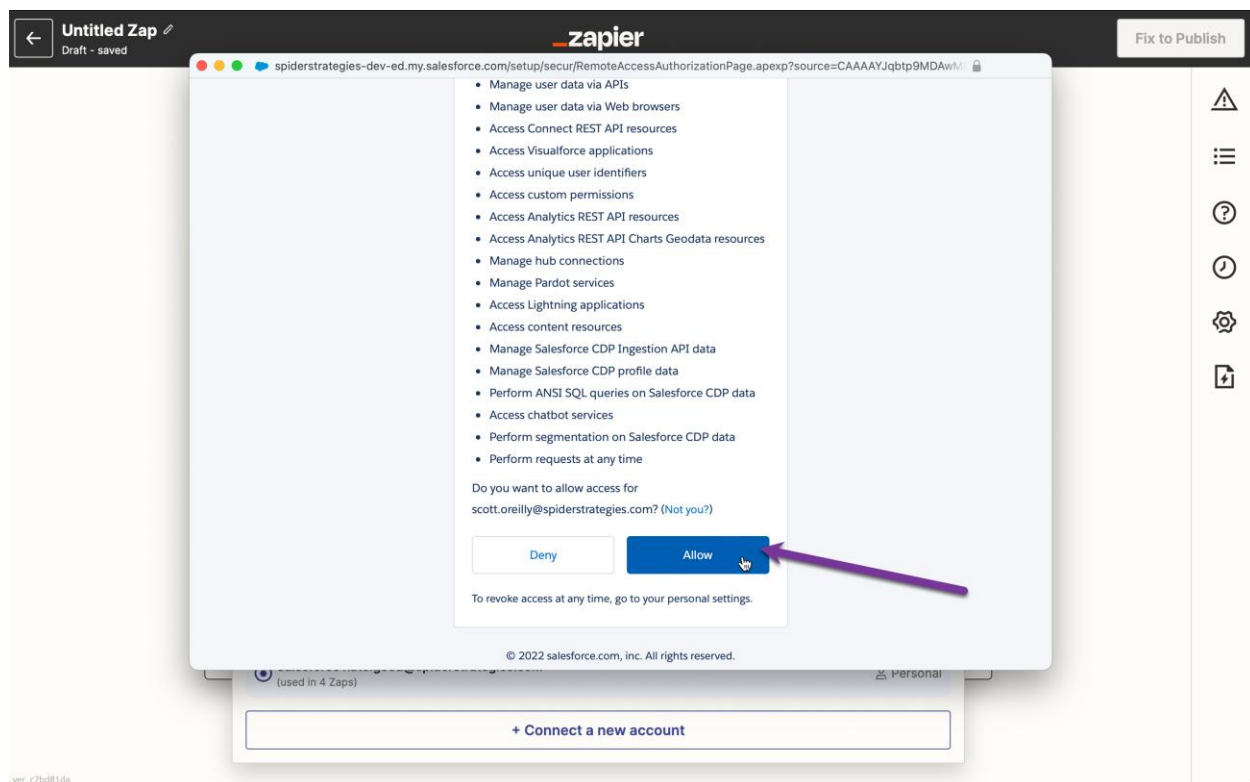 Untitled Zap
Draft - saved
_zapier
Fix to Publish
spiderstrategies-dev-ed.my.salesforce.com/setup/secur/RemoteAccessAuthorizationPage.apexp?source=CAAAAYJqbtp9MDAwM
• Manage user data via APIs
• Manage user data via Web browsers
• Access Connect REST API resources
• Access Visualforce applications
• Access unique user identifiers
• Access custom permissions
• Access Analytics REST API resources
• Access Analytics REST API Charts Geodata resources
• Manage hub connections
• Manage Pardot services
• Access Lightning applications
• Access content resources
• Manage Salesforce CDP Ingestion API data
• Manage Salesforce CDP profile data
• Perform ANSI SQL queries on Salesforce CDP data
• Access chatbot services
• Perform segmentation on Salesforce CDP data
• Perform requests at any time
Do you want to allow access for
scott.oreilly@spiderstrategies.com? (Not you?)
Deny
Allow
To revoke access at any time, go to your personal settings.
© 2022 salesforce.com, inc. All rights reserved.
(used in 4 Zaps)
Personal
+ Connect a new account
ver. c7bd81da